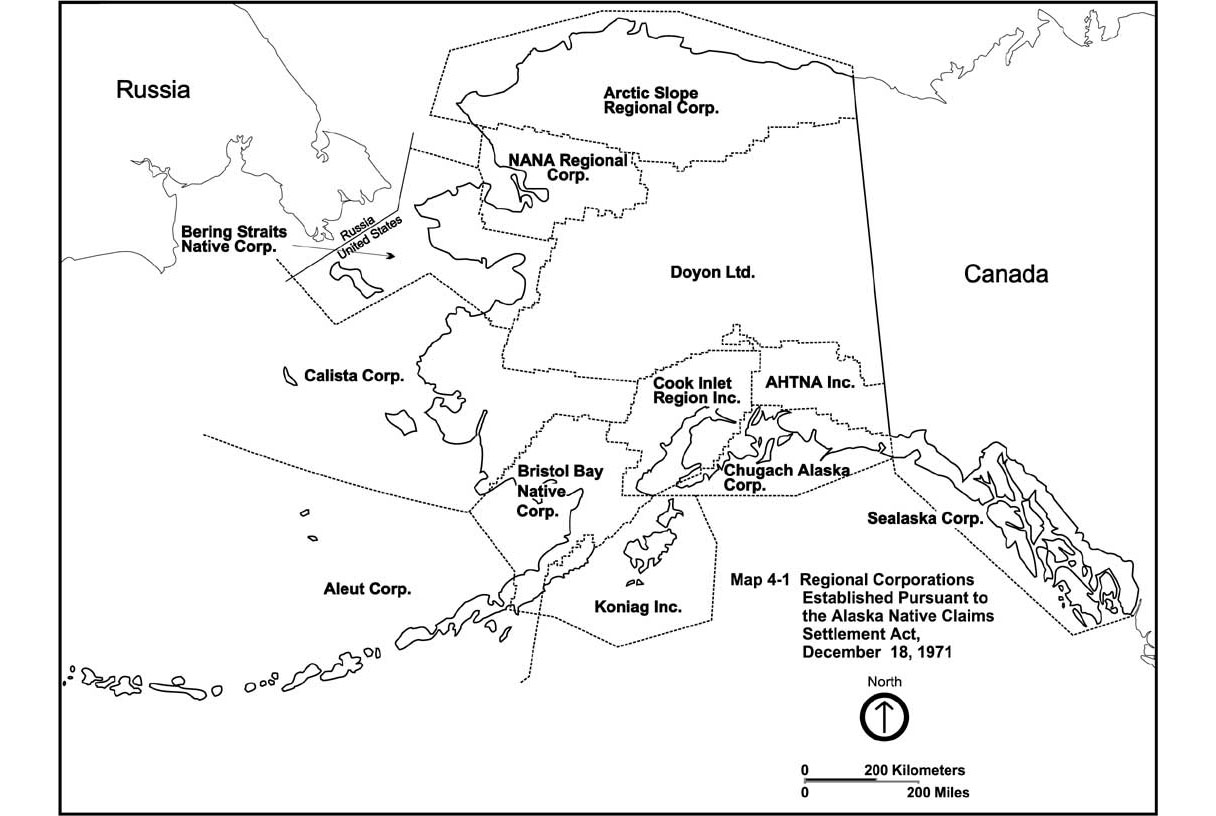 Russia
Arctic Slope
Regional Corp.
NANA Regional
Corp.
Russia
United States
Bering Straits
Native Corp.
Doyon Ltd.
Canada
Calista Corp.
Cook Inlet
Region Inc.
AHTNA Inc.
Bristol Bay
Native
Corp.
Chugach Alaska
Corp.
Sealaska Corp.
Aleut Corp.
Koniag Inc.
Map 4-1 Regional Corporations
Established Pursuant to
the Alaska Native Claims
Settlement Act,
December 18, 1971
North
0 200 Kilometers
0 200 Miles